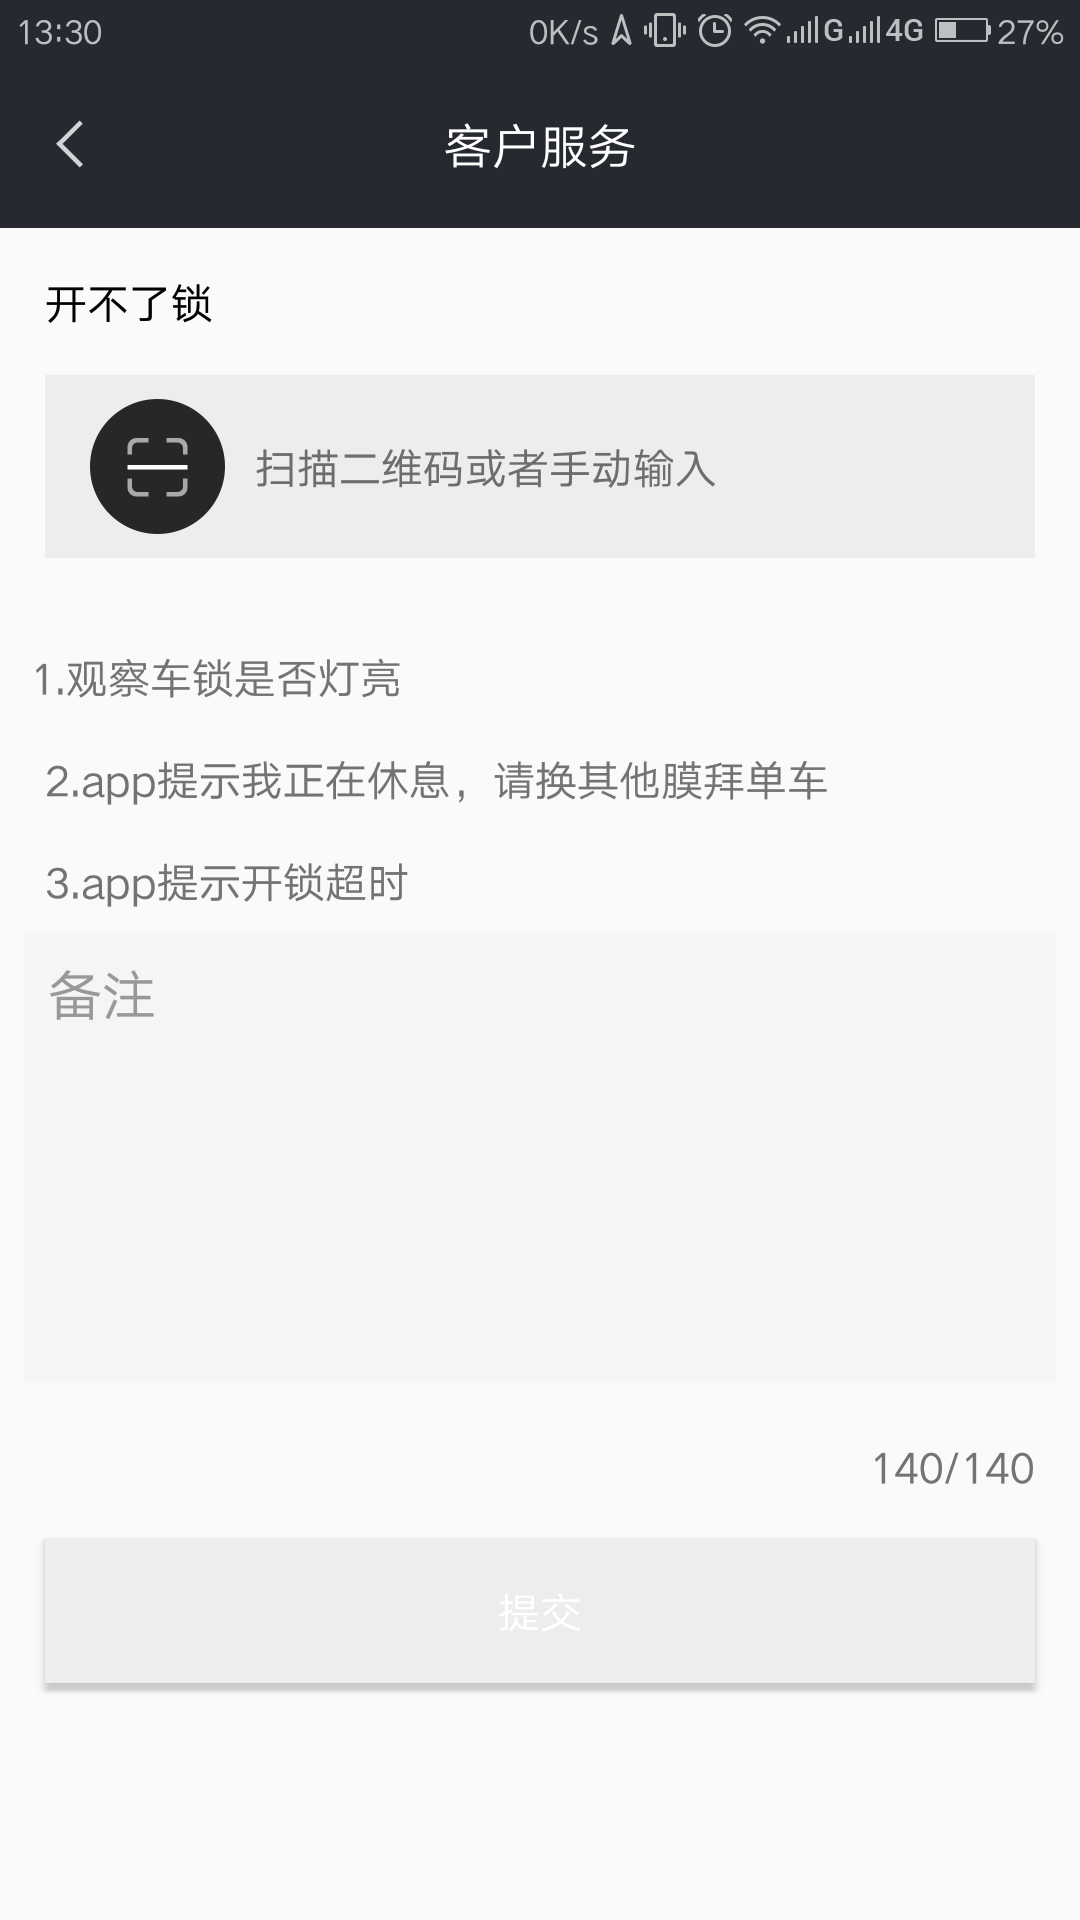 13:30 0K/s G 4G 27%
客户服务
开不了锁
扫描二维码或者手动输入
1.观察车锁是否灯亮
2.app提示我正在休息，请换其他膜拜单车
3.app提示开锁超时
备注
140/140
提交